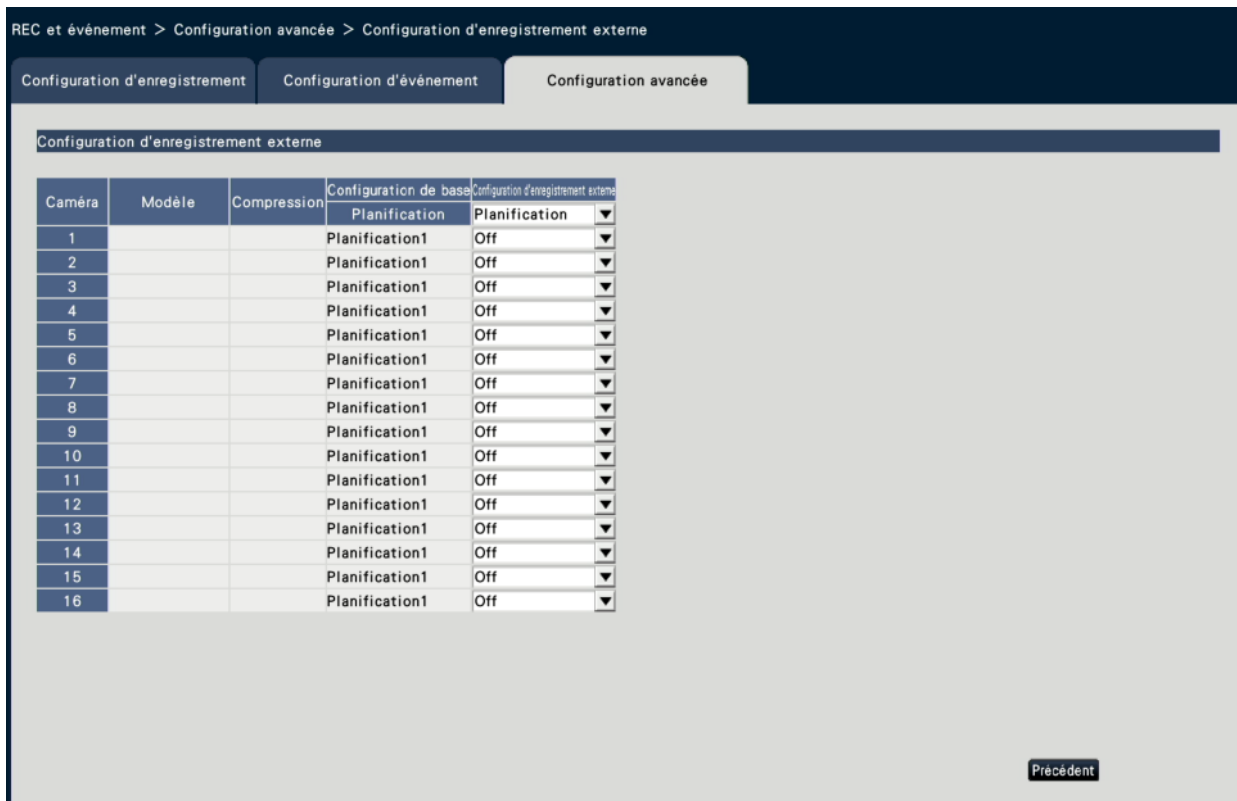 REC et événement > Configuration avancée > Configuration d'enregistrement externe
Configuration d'enregistrement Configuration d'événement Configuration avancée
Configuration d'enregistrement externe
Caméra Modèle Compression Configuration de base Configuration d'enregistrement externe
Planification Planification
1 Planification1 Off
2 Planification1 Off
3 Planification1 Off
4 Planification1 Off
5 Planification1 Off
6 Planification1 Off
7 Planification1 Off
8 Planification1 Off
9 Planification1 Off
10 Planification1 Off
11 Planification1 Off
12 Planification1 Off
13 Planification1 Off
14 Planification1 Off
15 Planification1 Off
16 Planification1 Off
Précédent